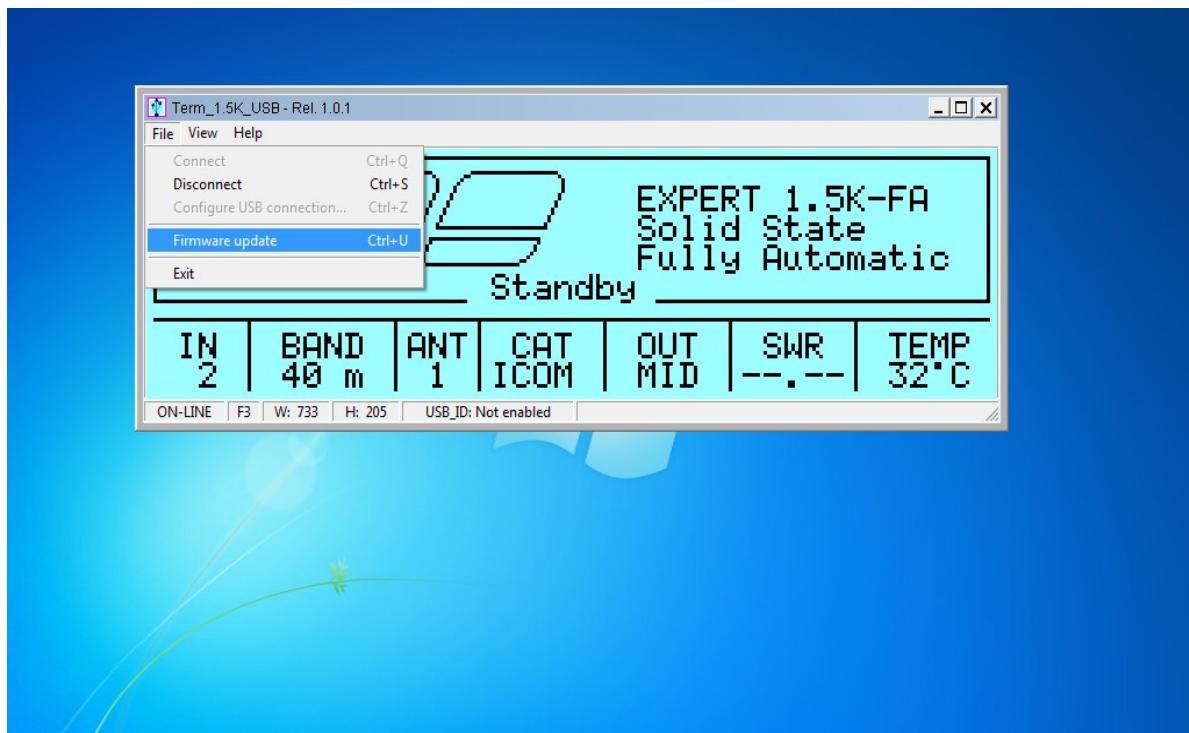 Term_1.5K_USB - Rel. 1.0.1
File View Help
Connect Ctrl+Q
Disconnect Ctrl+S
Configure USB connection... Ctrl+Z
Firmware update Ctrl+U
Exit
EXPERT 1.5K-FA
Solid State
Fully Automatic
Standby
IN BAND ANT CAT OUT SWR TEMP
2 40 m 1 ICOM MID --.-- 32°C
ON-LINE F3 W: 733 H: 205 USB_ID: Not enabled